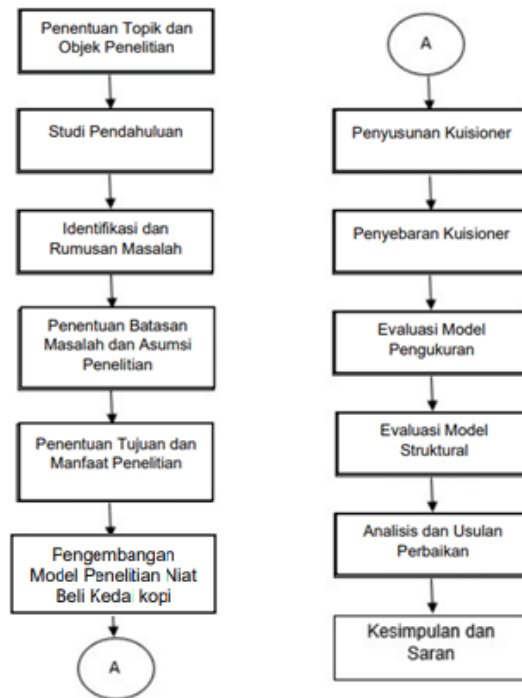 Penentuan Topik dan
Objek Penelitian
Studi Pendahuluan
Identifikasi dan
Rumusan Masalah
Penentuan Batasan
Masalah dan Asumsi
Penelitian
Penentuan Tujuan dan
Manfaat Penelitian
Pengembangan
Model Penelitian Niat
Beli Kedai kopi
A
A
Penyusunan Kuisioner
Penyebaran Kuisioner
Evaluasi Model
Pengukuran
Evaluasi Model
Struktural
Analisis dan Usulan
Perbaikan
Kesimpulan dan
Saran